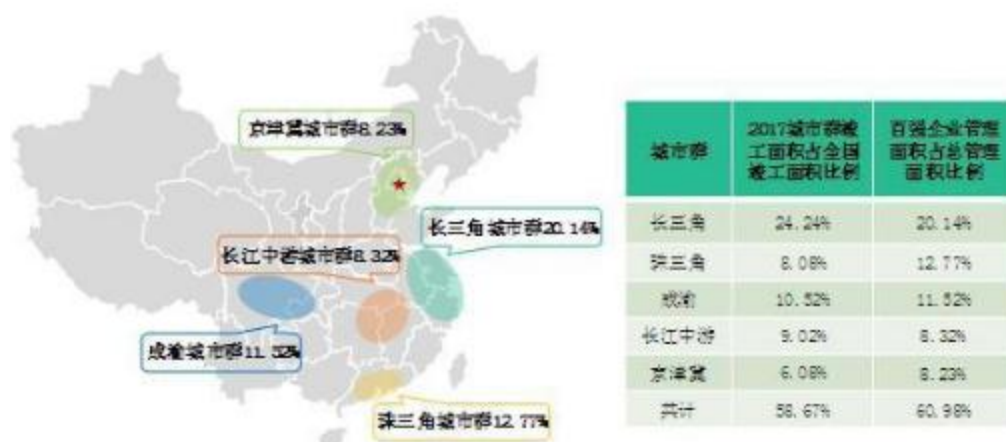 京津冀城市群8.23%
长三角城市群20.14%
长江中游城市群8.32%
成渝城市群11.52%
珠三角城市群12.77%
城市群
2017城市群竣工面积占全国竣工面积比例
百强企业管理面积占总管理面积比例
长三角 24.24% 20.14%
珠三角 8.08% 12.77%
成渝 10.52% 11.52%
长江中游 9.02% 8.32%
京津冀 6.08% 8.23%
共计 58.67% 60.98%